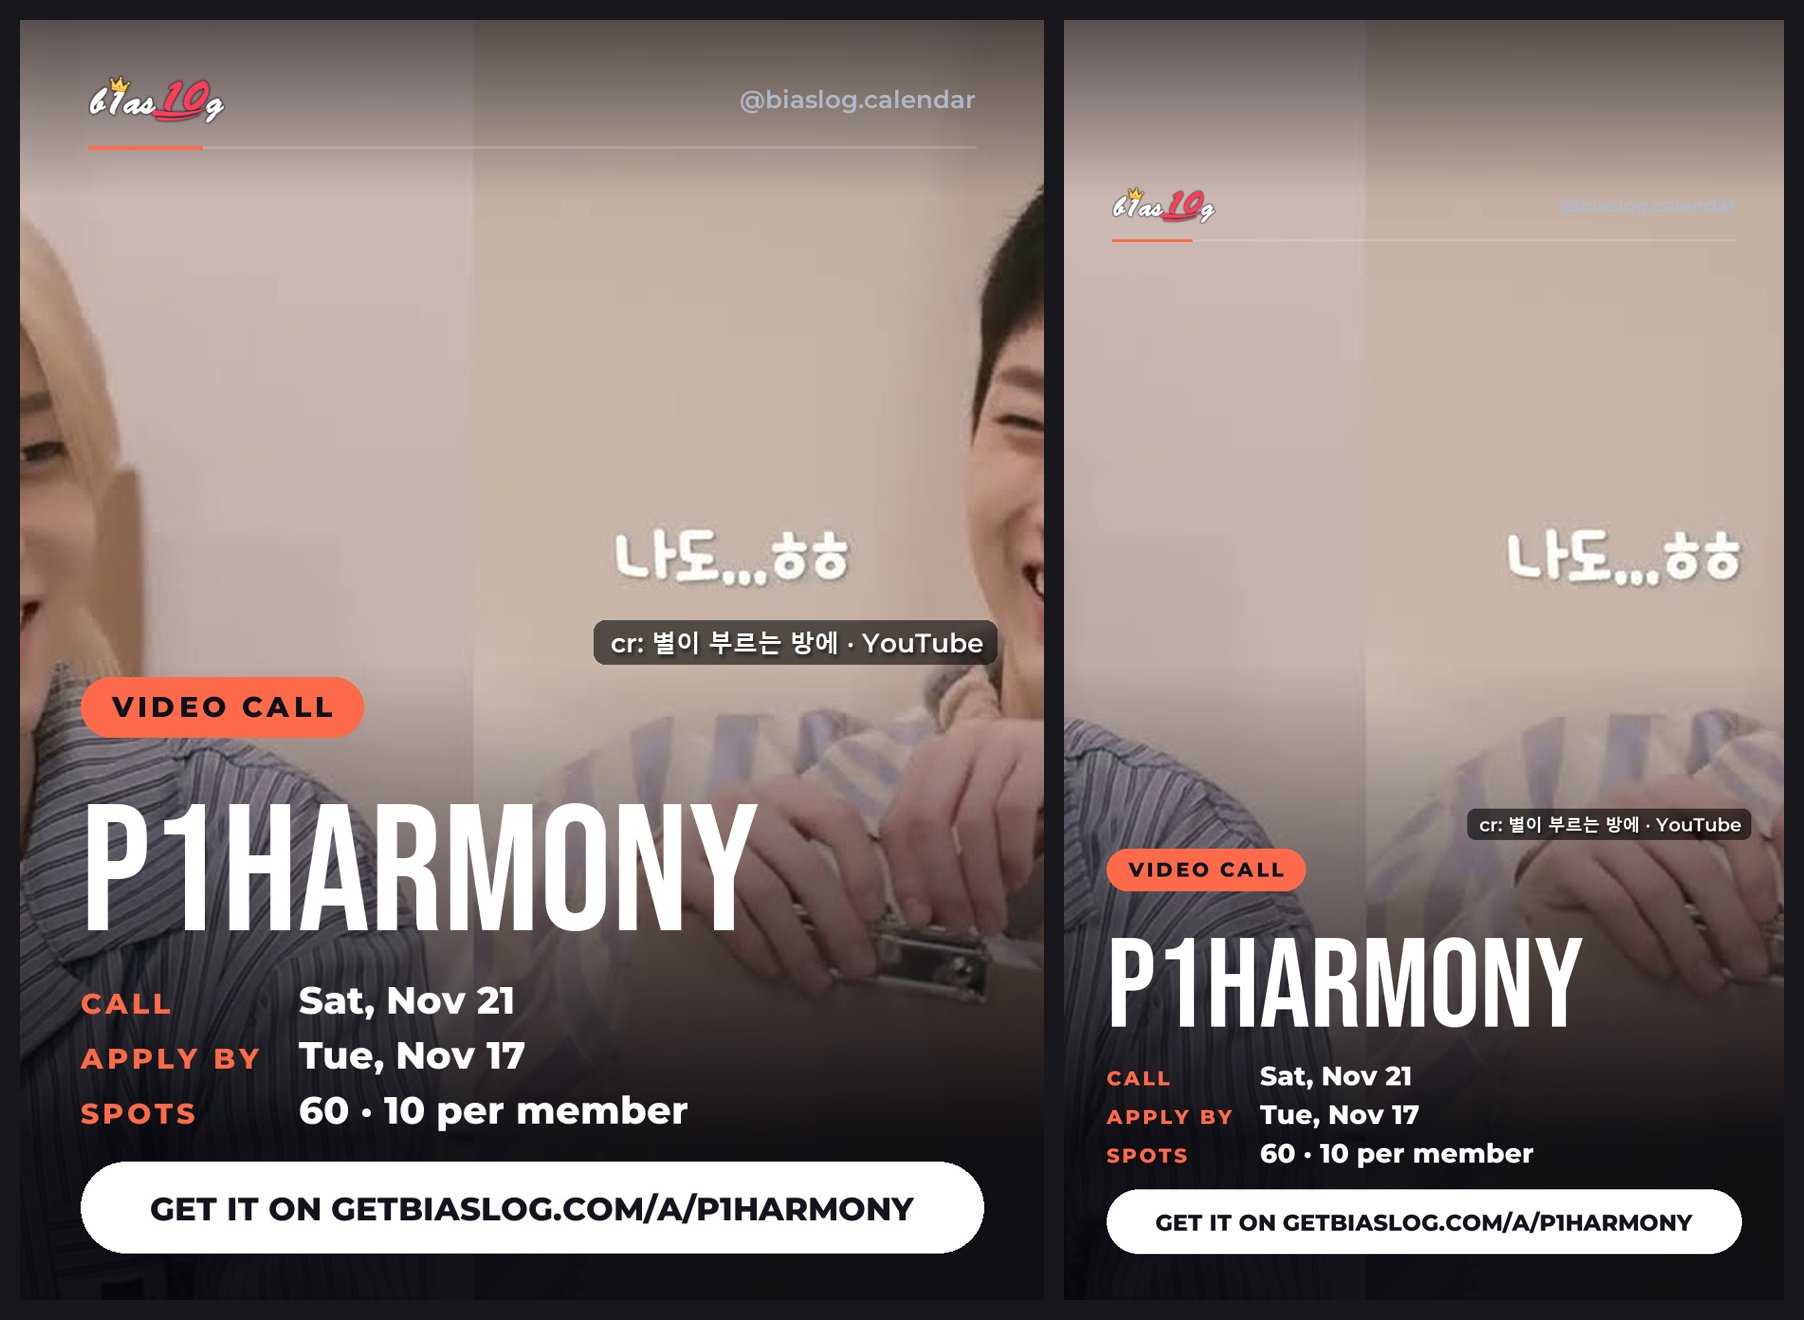 b1as10g
@biaslog.calendar
나도...ㅎㅎ
cr: 별이 부르는 방에 · YouTube
VIDEO CALL
P1HARMONY
CALL Sat, Nov 21
APPLY BY Tue, Nov 17
SPOTS 60 · 10 per member
GET IT ON GETBIASLOG.COM/A/P1HARMONY
b1as10g
@biaslog.calendar
나도...ㅎㅎ
cr: 별이 부르는 방에 · YouTube
VIDEO CALL
P1HARMONY
CALL Sat, Nov 21
APPLY BY Tue, Nov 17
SPOTS 60 · 10 per member
GET IT ON GETBIASLOG.COM/A/P1HARMONY